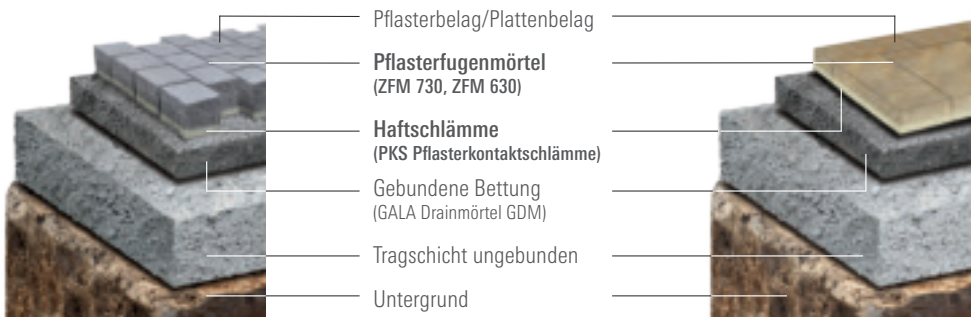 Pflasterbelag/Plattenbelag
Pflasterfugenmörtel
(ZFM 730, ZFM 630)
Haftschlämme
(PKS Pflasterkontaktschlämme)
Gebundene Bettung
(GALA Drainmörtel GDM)
Tragschicht ungebunden
Untergrund